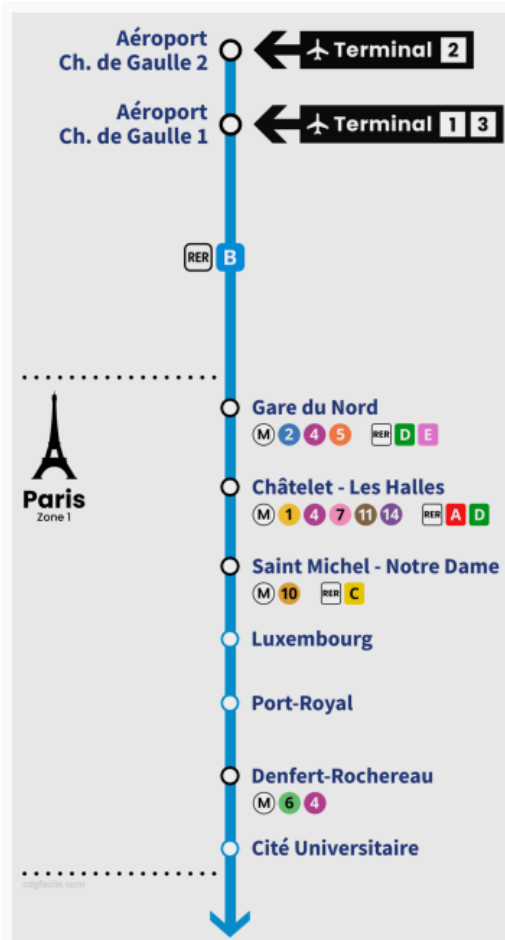 Aéroport
Ch. de Gaulle 2
Terminal 2
Aéroport
Ch. de Gaulle 1
Terminal 1 3
RER B
Gare du Nord
M 2 4 5 RER D E
Paris
Zone 1
Châtelet - Les Halles
M 1 4 7 11 14 RER A D
Saint Michel - Notre Dame
M 10 RER C
Luxembourg
Port-Royal
Denfert-Rochereau
M 6 4
Cité Universitaire
cdgfacile.com